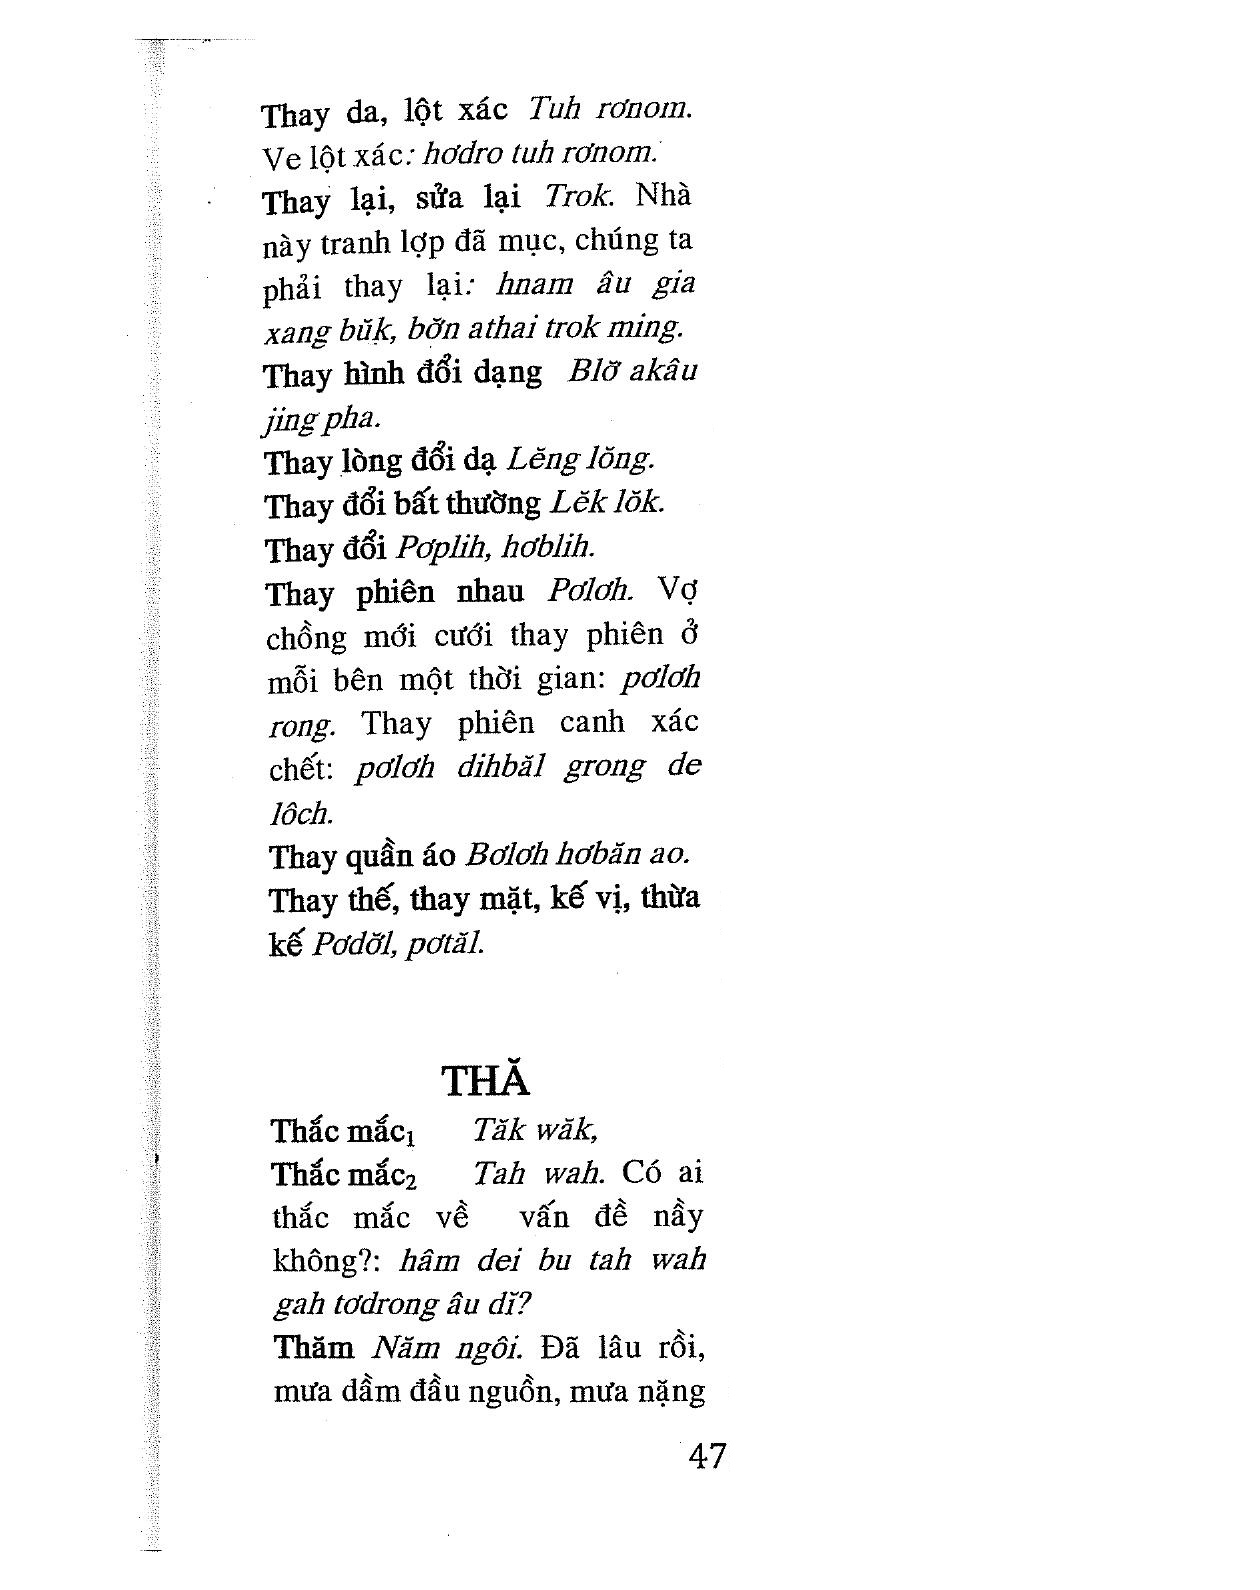 Thay da, lột xác Tuh rơnom.
Ve lột xác: hơdro tuh rơnom.
Thay lại, sửa lại Trok. Nhà
này tranh lợp đã mục, chúng ta
phải thay lại: hnam âu gia
xang bŭk, bơ̆n athai trok ming.
Thay hình đổi dạng Blơ̆ akâu
jing pha.
Thay lòng đổi dạ Lĕng lŏng.
Thay đổi bất thường Lĕk lŏk.
Thay đổi Pơplih, hơblih.
Thay phiên nhau Pơlơh. Vợ
chồng mới cưới thay phiên ở
mỗi bên một thời gian: pơlơh
rong. Thay phiên canh xác
chết: pơlơh dihbăl grong de
lôch.
Thay quần áo Bơlơh hơbăn ao.
Thay thế, thay mặt, kế vị, thừa
kế Pơdơ̆l, pơtăl.
THĂ
Thắc mắc₁ Tăk wăk,
Thắc mắc₂ Tah wah. Có ai
thắc mắc về vấn đề nầy
không?: hâm dei bu tah wah
gah tơdrong âu dĭ?
Thăm Năm ngôi. Đã lâu rồi,
mưa dầm đầu nguồn, mưa nặng
47